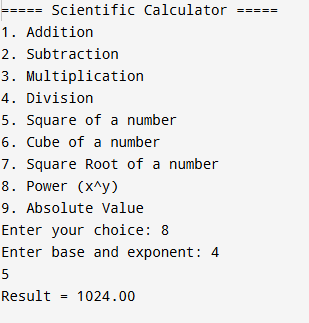 ===== Scientific Calculator =====
1. Addition
2. Subtraction
3. Multiplication
4. Division
5. Square of a number
6. Cube of a number
7. Square Root of a number
8. Power (x^y)
9. Absolute Value
Enter your choice: 8
Enter base and exponent: 4
5
Result = 1024.00